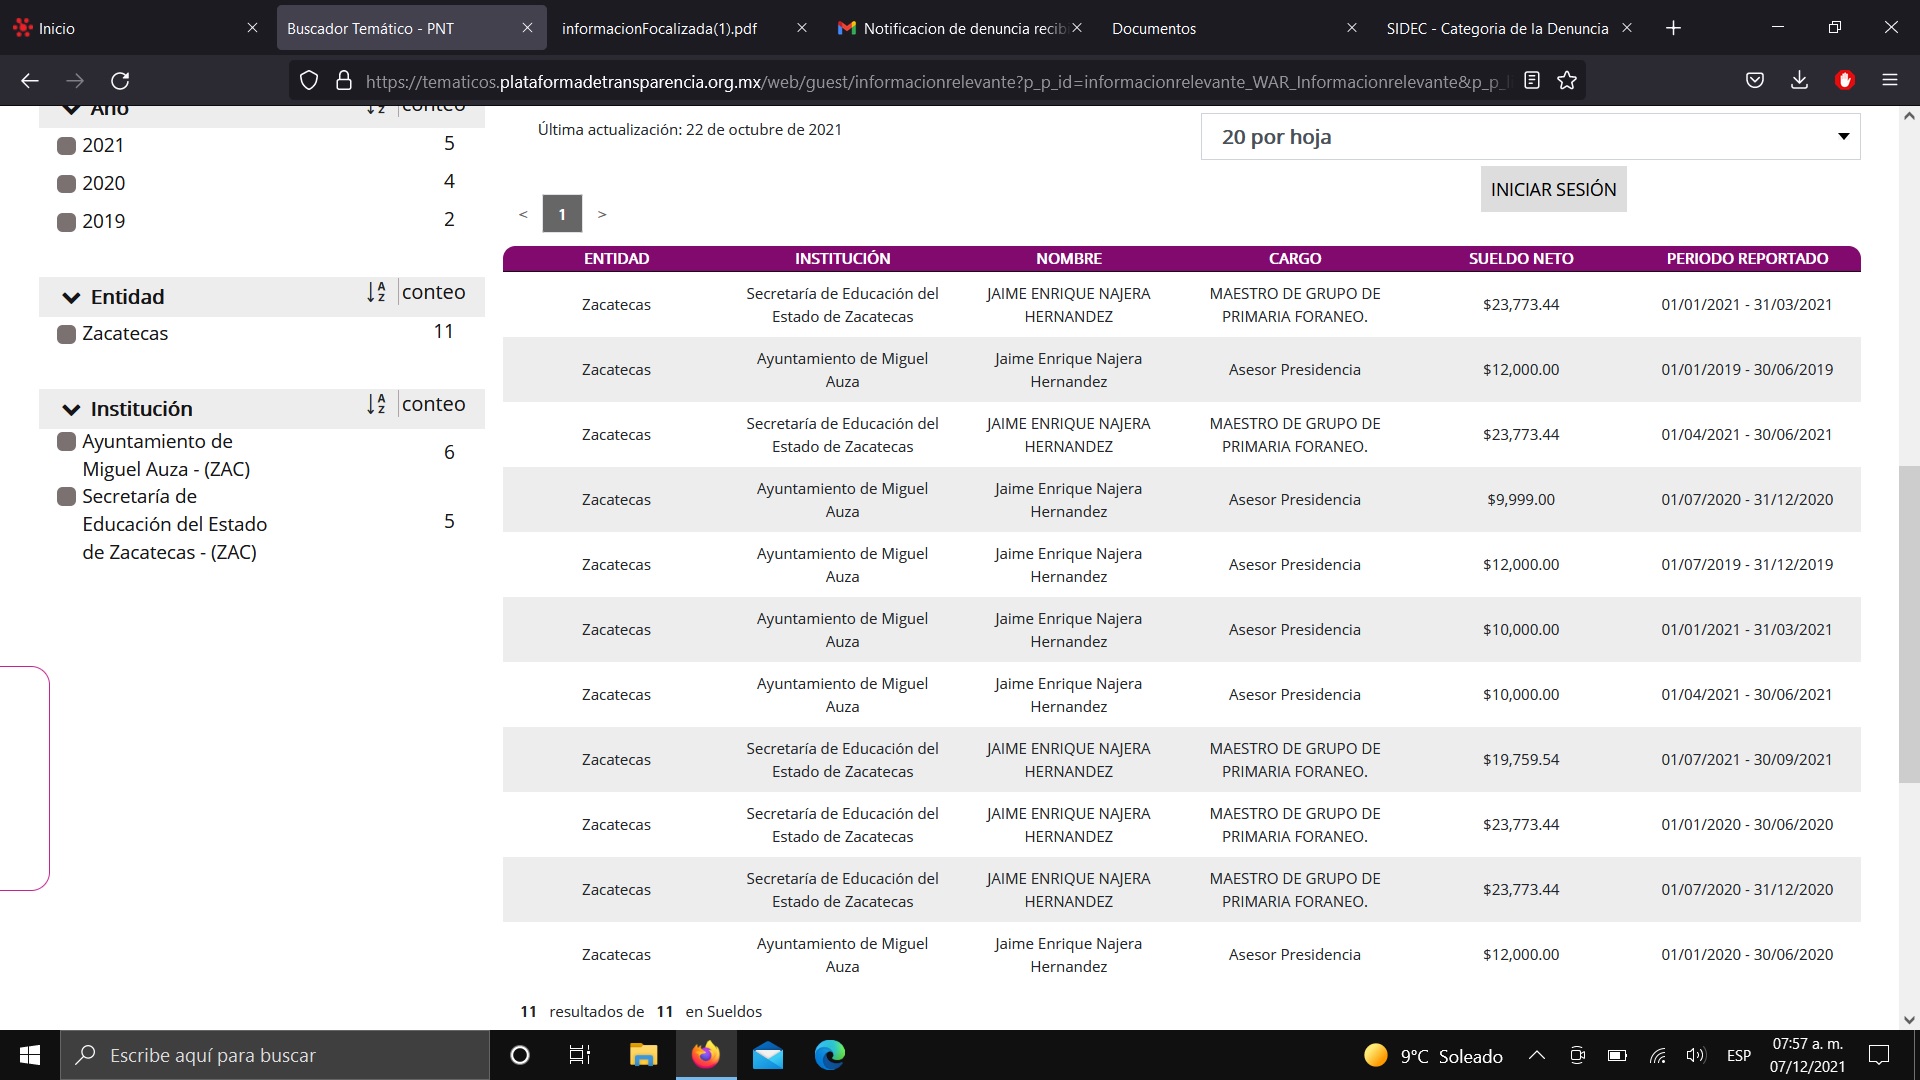 Inicio
Buscador Temático - PNT
informacionFocalizada(1).pdf
Notificacion de denuncia recib
Documentos
SIDEC - Categoria de la Denuncia
https://tematicos.plataformadetransparencia.org.mx/web/guest/informacionrelevante?p_p_id=informacionrelevante_WAR_Informacionrelevante&p_p_
Año conteo
2021 5
2020 4
2019 2
Entidad conteo
Zacatecas 11
Institución conteo
Ayuntamiento de
Miguel Auza - (ZAC) 6
Secretaría de
Educación del Estado 5
de Zacatecas - (ZAC)
Última actualización: 22 de octubre de 2021
20 por hoja
INICIAR SESIÓN
< 1 >
ENTIDAD INSTITUCIÓN NOMBRE CARGO SUELDO NETO PERIODO REPORTADO
Zacatecas Secretaría de Educación del Estado de Zacatecas JAIME ENRIQUE NAJERA HERNANDEZ MAESTRO DE GRUPO DE PRIMARIA FORANEO. $23,773.44 01/01/2021 - 31/03/2021
Zacatecas Ayuntamiento de Miguel Auza Jaime Enrique Najera Hernandez Asesor Presidencia $12,000.00 01/01/2019 - 30/06/2019
Zacatecas Secretaría de Educación del Estado de Zacatecas JAIME ENRIQUE NAJERA HERNANDEZ MAESTRO DE GRUPO DE PRIMARIA FORANEO. $23,773.44 01/04/2021 - 30/06/2021
Zacatecas Ayuntamiento de Miguel Auza Jaime Enrique Najera Hernandez Asesor Presidencia $9,999.00 01/07/2020 - 31/12/2020
Zacatecas Ayuntamiento de Miguel Auza Jaime Enrique Najera Hernandez Asesor Presidencia $12,000.00 01/07/2019 - 31/12/2019
Zacatecas Ayuntamiento de Miguel Auza Jaime Enrique Najera Hernandez Asesor Presidencia $10,000.00 01/01/2021 - 31/03/2021
Zacatecas Ayuntamiento de Miguel Auza Jaime Enrique Najera Hernandez Asesor Presidencia $10,000.00 01/04/2021 - 30/06/2021
Zacatecas Secretaría de Educación del Estado de Zacatecas JAIME ENRIQUE NAJERA HERNANDEZ MAESTRO DE GRUPO DE PRIMARIA FORANEO. $19,759.54 01/07/2021 - 30/09/2021
Zacatecas Secretaría de Educación del Estado de Zacatecas JAIME ENRIQUE NAJERA HERNANDEZ MAESTRO DE GRUPO DE PRIMARIA FORANEO. $23,773.44 01/01/2020 - 30/06/2020
Zacatecas Secretaría de Educación del Estado de Zacatecas JAIME ENRIQUE NAJERA HERNANDEZ MAESTRO DE GRUPO DE PRIMARIA FORANEO. $23,773.44 01/07/2020 - 31/12/2020
Zacatecas Ayuntamiento de Miguel Auza Jaime Enrique Najera Hernandez Asesor Presidencia $12,000.00 01/01/2020 - 30/06/2020
11 resultados de 11 en Sueldos
Escribe aquí para buscar
9°C Soleado
ESP
07:57 a. m.
07/12/2021